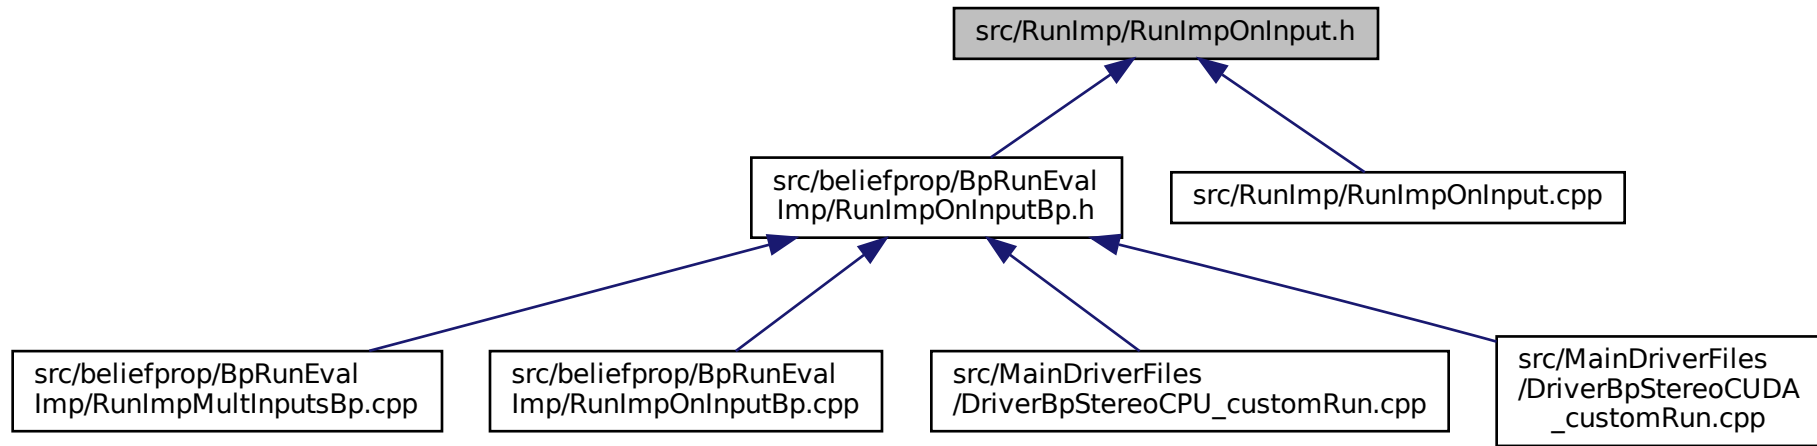 src/RunImp/RunImpOnInput.h
src/beliefprop/BpRunEval
Imp/RunImpOnInputBp.h
src/RunImp/RunImpOnInput.cpp
src/beliefprop/BpRunEval
Imp/RunImpMultInputsBp.cpp
src/beliefprop/BpRunEval
Imp/RunImpOnInputBp.cpp
src/MainDriverFiles
/DriverBpStereoCPU_customRun.cpp
src/MainDriverFiles
/DriverBpStereoCUDA
_customRun.cpp